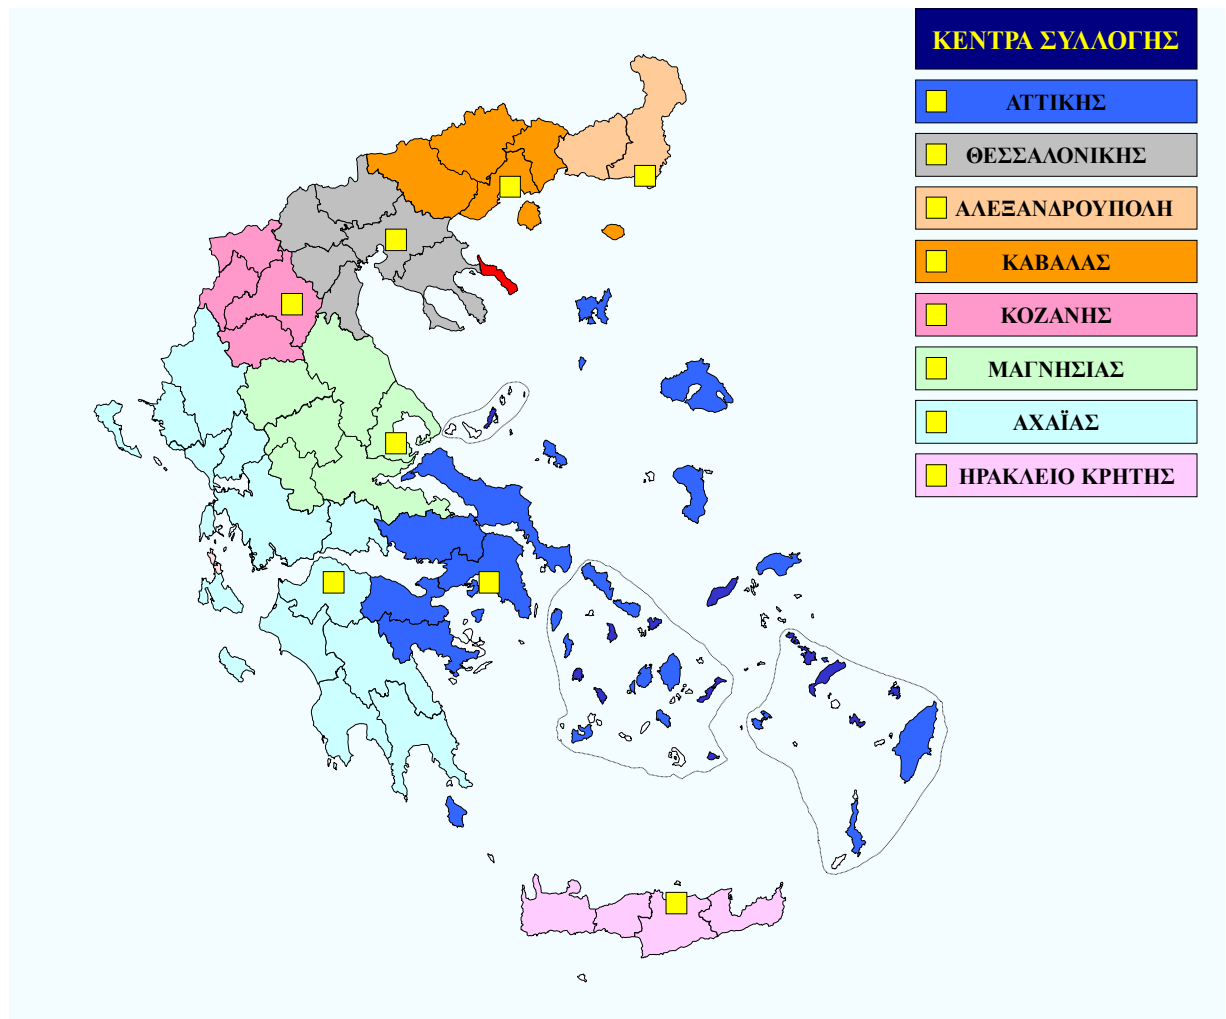 ΚΕΝΤΡΑ ΣΥΛΛΟΓΗΣ
ΑΤΤΙΚΗΣ
ΘΕΣΣΑΛΟΝΙΚΗΣ
ΑΛΕΞΑΝΔΡΟΥΠΟΛΗ
ΚΑΒΑΛΑΣ
ΚΟΖΑΝΗΣ
ΜΑΓΝΗΣΙΑΣ
ΑΧΑΪΑΣ
ΗΡΑΚΛΕΙΟ ΚΡΗΤΗΣ